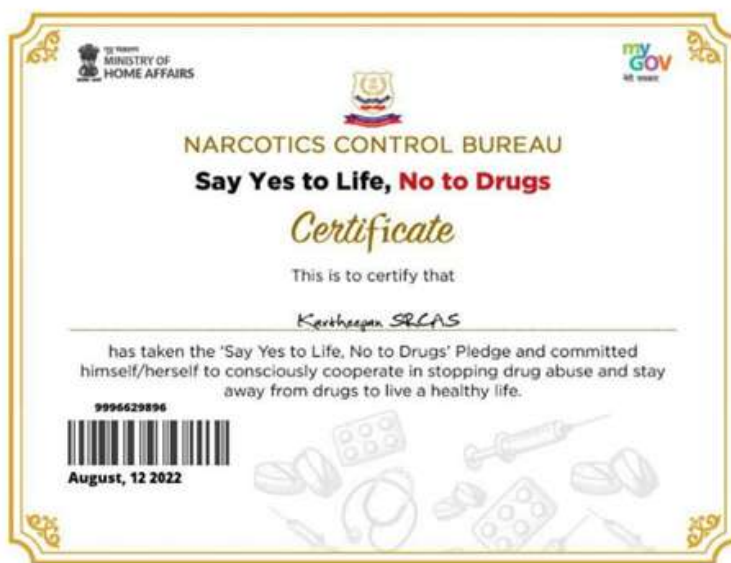 MINISTRY OF
HOME AFFAIRS
my
GOV
मेरी सरकार
NARCOTICS CONTROL BUREAU
Say Yes to Life, No to Drugs
Certificate
This is to certify that
Kartheepan SRCAS
has taken the 'Say Yes to Life, No to Drugs' Pledge and committed
himself/herself to consciously cooperate in stopping drug abuse and stay
away from drugs to live a healthy life.
9996629896
August, 12 2022